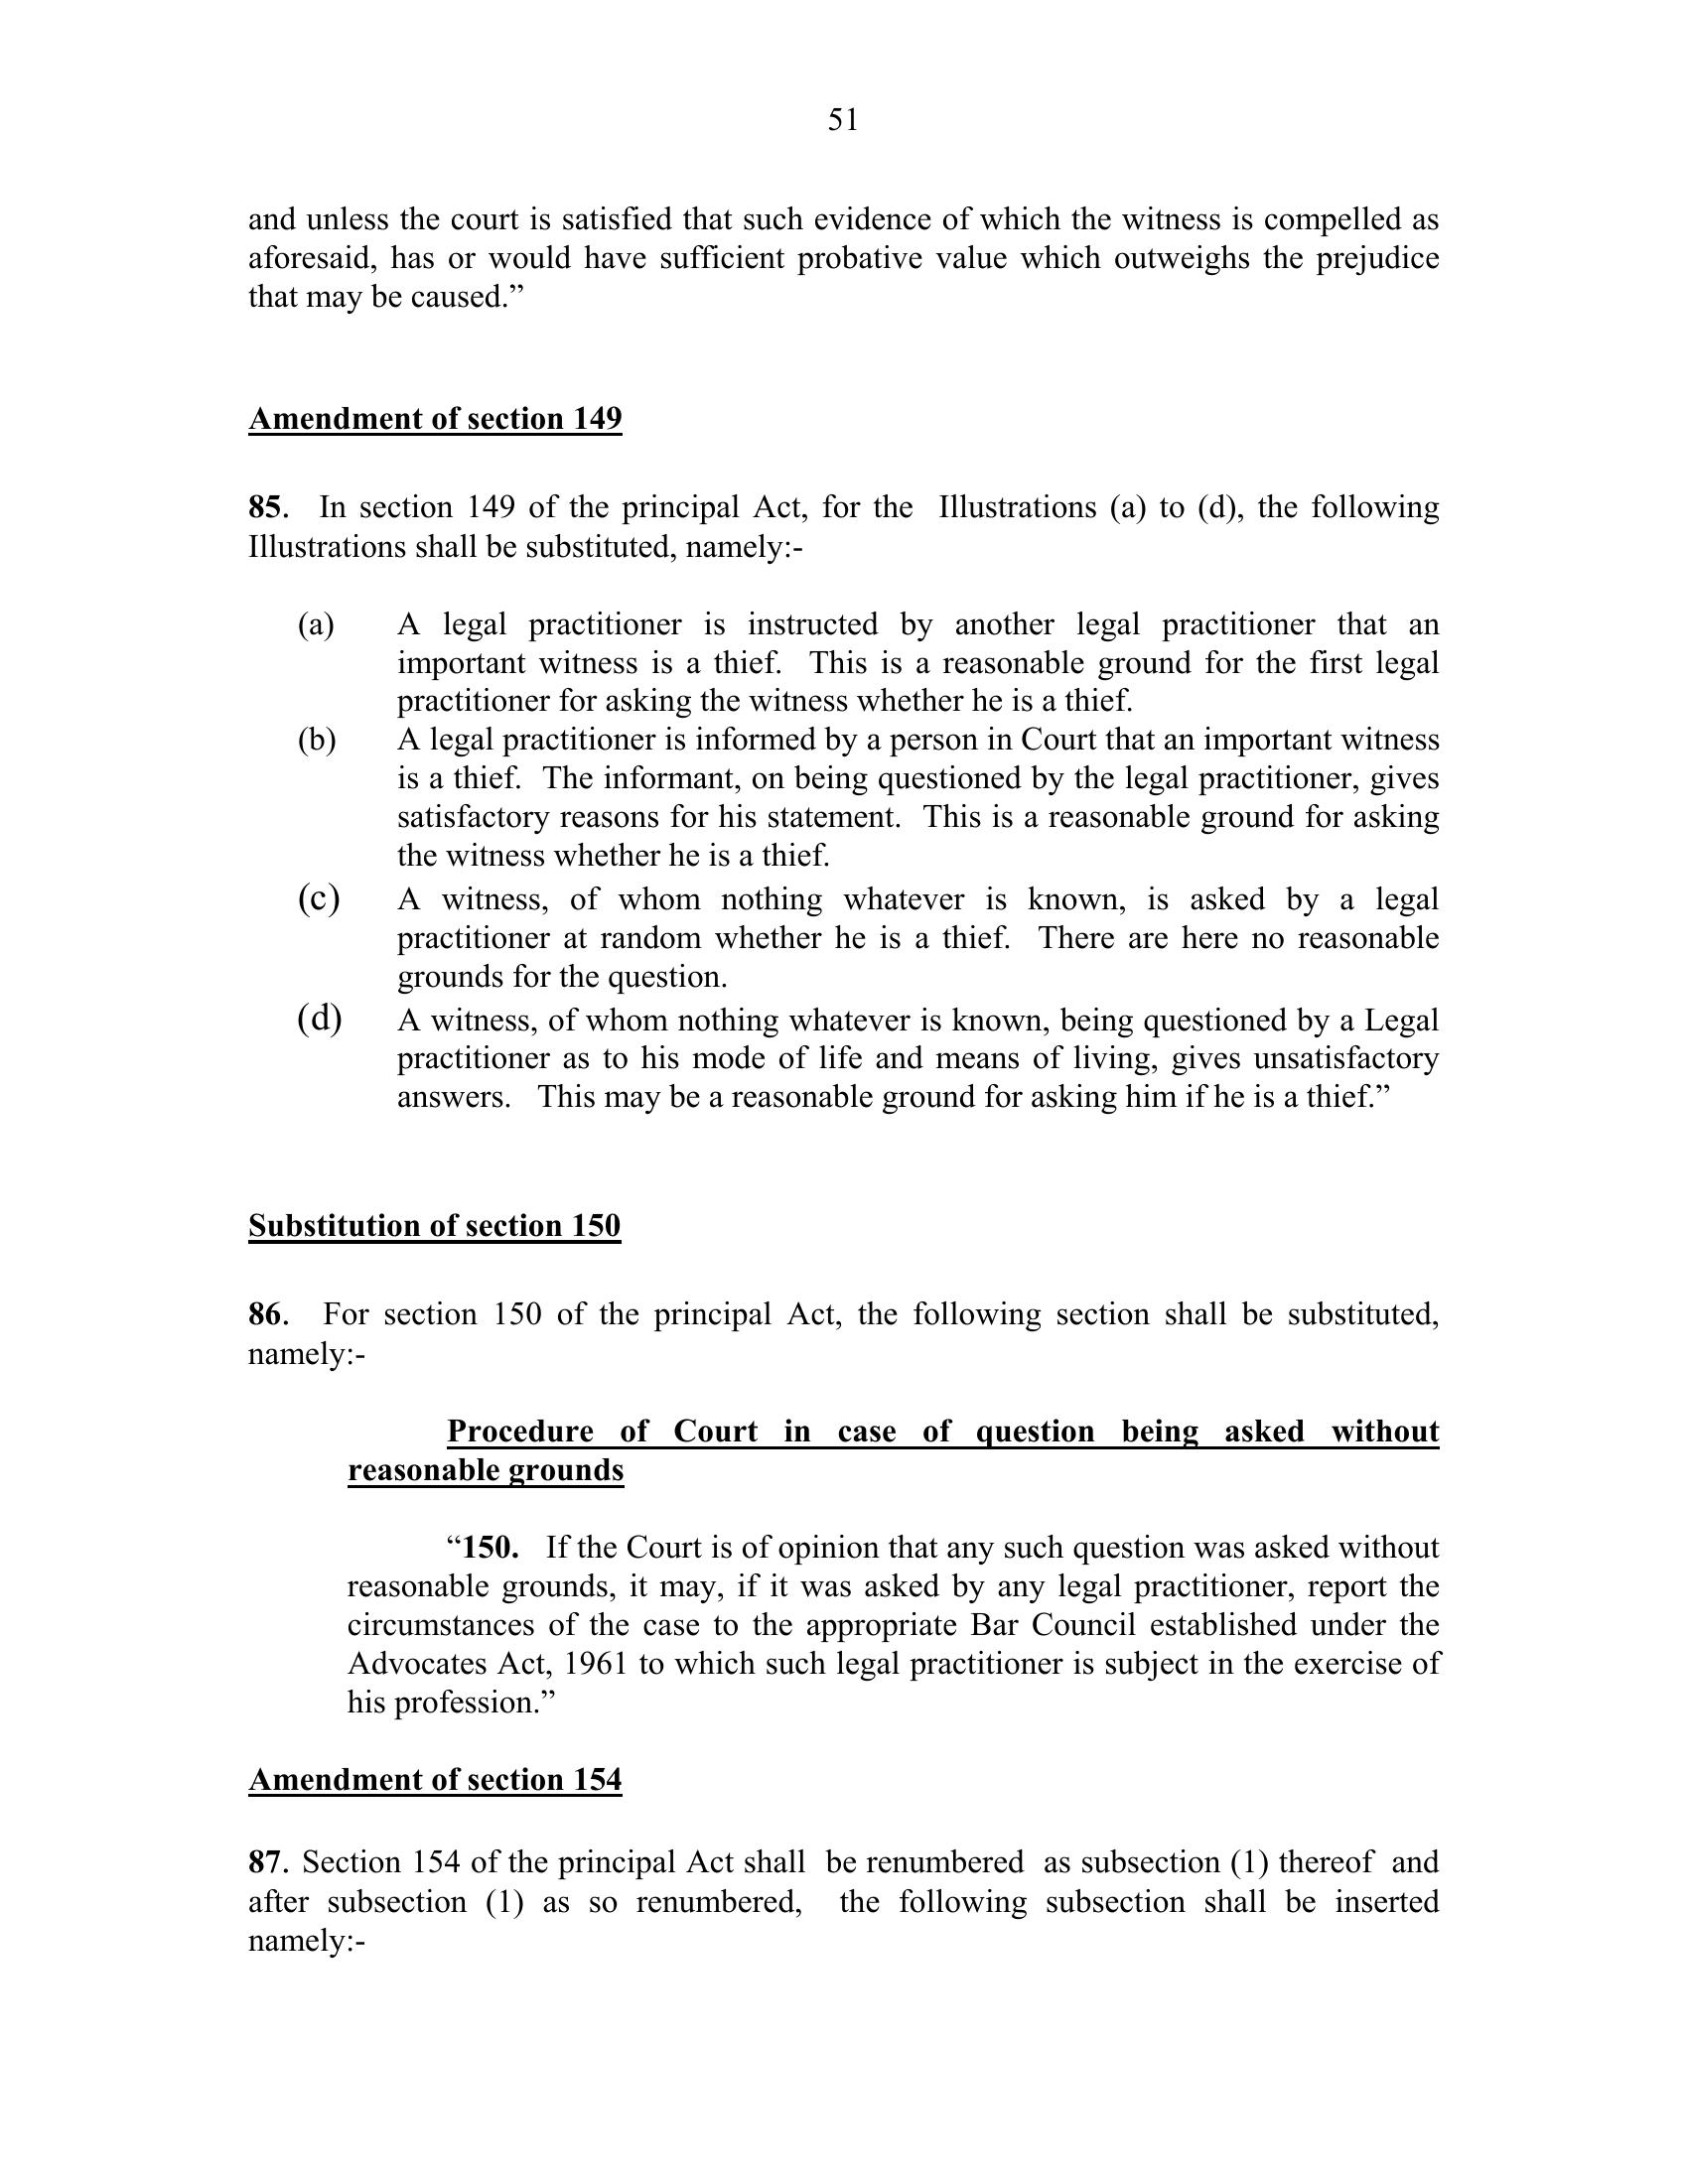 51
and unless the court is satisfied that such evidence of which the witness is compelled as
aforesaid, has or would have sufficient probative value which outweighs the prejudice
that may be caused.”
Amendment of section 149
85. In section 149 of the principal Act, for the Illustrations (a) to (d), the following
Illustrations shall be substituted, namely:-
(a) A legal practitioner is instructed by another legal practitioner that an
important witness is a thief. This is a reasonable ground for the first legal
practitioner for asking the witness whether he is a thief.
(b) A legal practitioner is informed by a person in Court that an important witness
is a thief. The informant, on being questioned by the legal practitioner, gives
satisfactory reasons for his statement. This is a reasonable ground for asking
the witness whether he is a thief.
(c) A witness, of whom nothing whatever is known, is asked by a legal
practitioner at random whether he is a thief. There are here no reasonable
grounds for the question.
(d) A witness, of whom nothing whatever is known, being questioned by a Legal
practitioner as to his mode of life and means of living, gives unsatisfactory
answers. This may be a reasonable ground for asking him if he is a thief.”
Substitution of section 150
86. For section 150 of the principal Act, the following section shall be substituted,
namely:-
Procedure of Court in case of question being asked without
reasonable grounds
“150. If the Court is of opinion that any such question was asked without
reasonable grounds, it may, if it was asked by any legal practitioner, report the
circumstances of the case to the appropriate Bar Council established under the
Advocates Act, 1961 to which such legal practitioner is subject in the exercise of
his profession.”
Amendment of section 154
87. Section 154 of the principal Act shall be renumbered as subsection (1) thereof and
after subsection (1) as so renumbered, the following subsection shall be inserted
namely:-